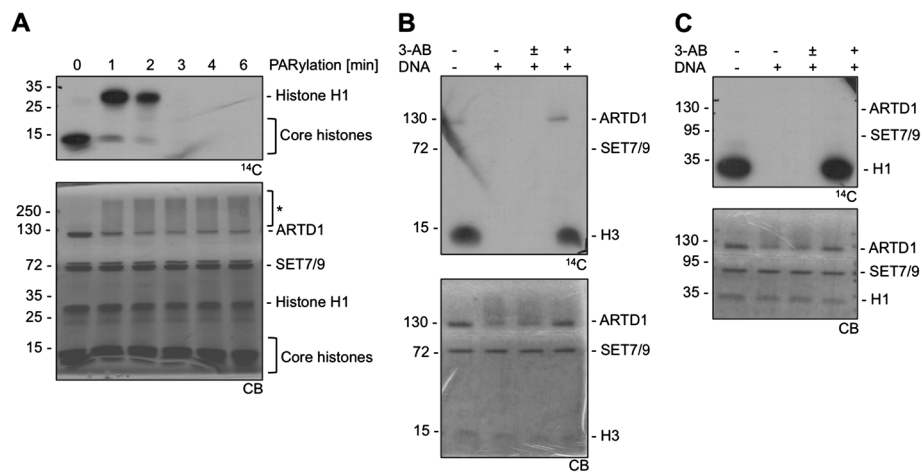 A
0 1 2 3 4 6 PARylation [min]
35 -
25 -
15 -
- Histone H1
Core histones
14C
250 -
130 -
72 -
35 -
25 -
15 -
*
- ARTD1
- SET7/9
- Histone H1
Core histones
CB
B
3-AB - - ± +
DNA - + + +
130 -
72 -
15 -
- ARTD1
- SET7/9
- H3
14C
130 -
72 -
15 -
- ARTD1
- SET7/9
- H3
CB
C
3-AB - - ± +
DNA - + + +
130 -
95 -
35 -
- ARTD1
- SET7/9
- H1
14C
130 -
95 -
35 -
- ARTD1
- SET7/9
- H1
CB